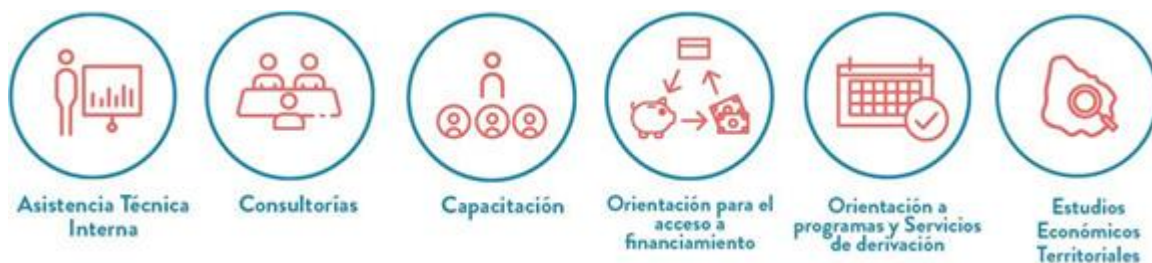 Asistencia Técnica
Interna
Consultorías
Capacitación
Orientación para el
acceso a
financiamiento
Orientación a
programas y Servicios
de derivación
Estudios
Económicos
Territoriales